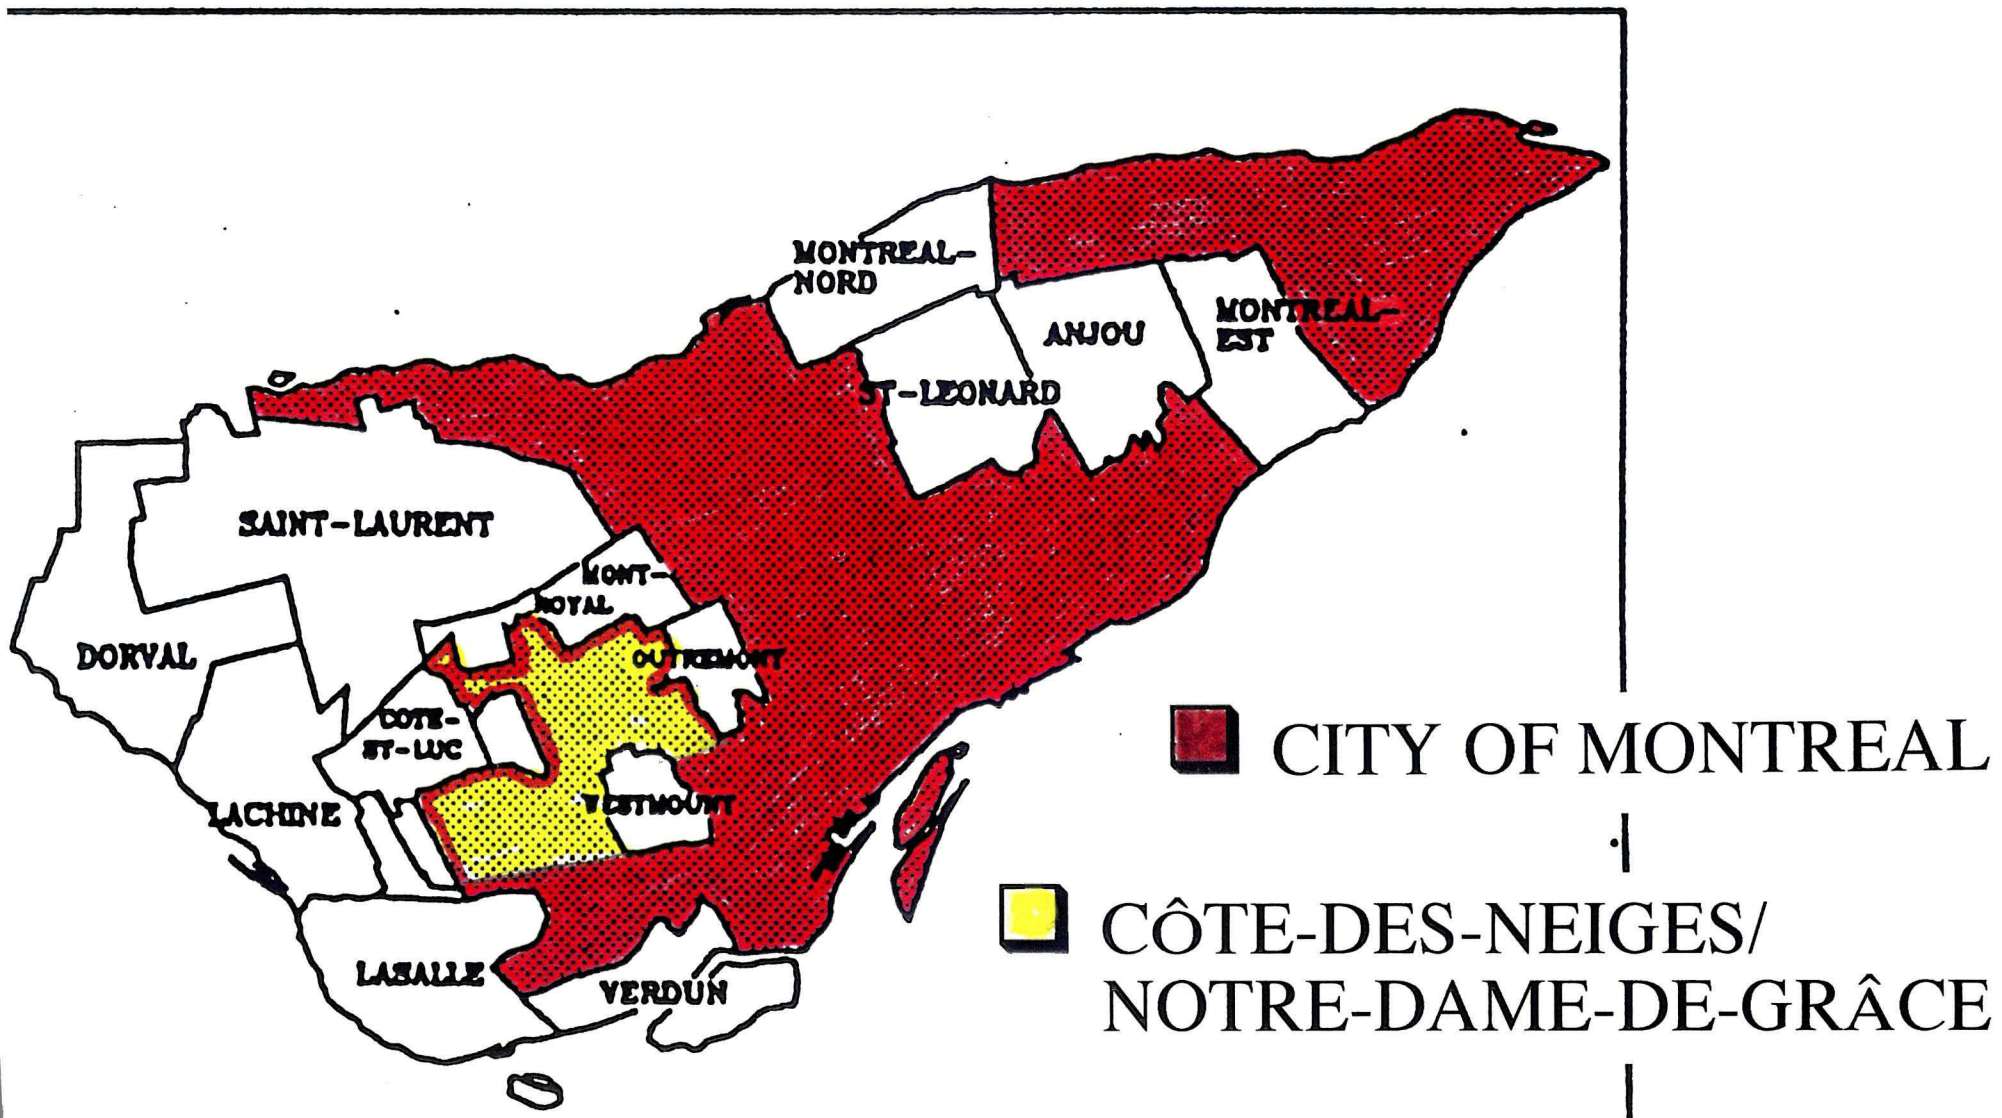 MONTREAL-
NORD
ANJOU
MONTREAL-
EST
ST-LEONARD
SAINT-LAURENT
MONT-
ROYAL
DORVAL
OUTREMONT
COTE-
ST-LUC
CITY OF MONTREAL
LACHINE
WESTMOUNT
CÔTE-DES-NEIGES/
NOTRE-DAME-DE-GRÂCE
LASALLE
VERDUN